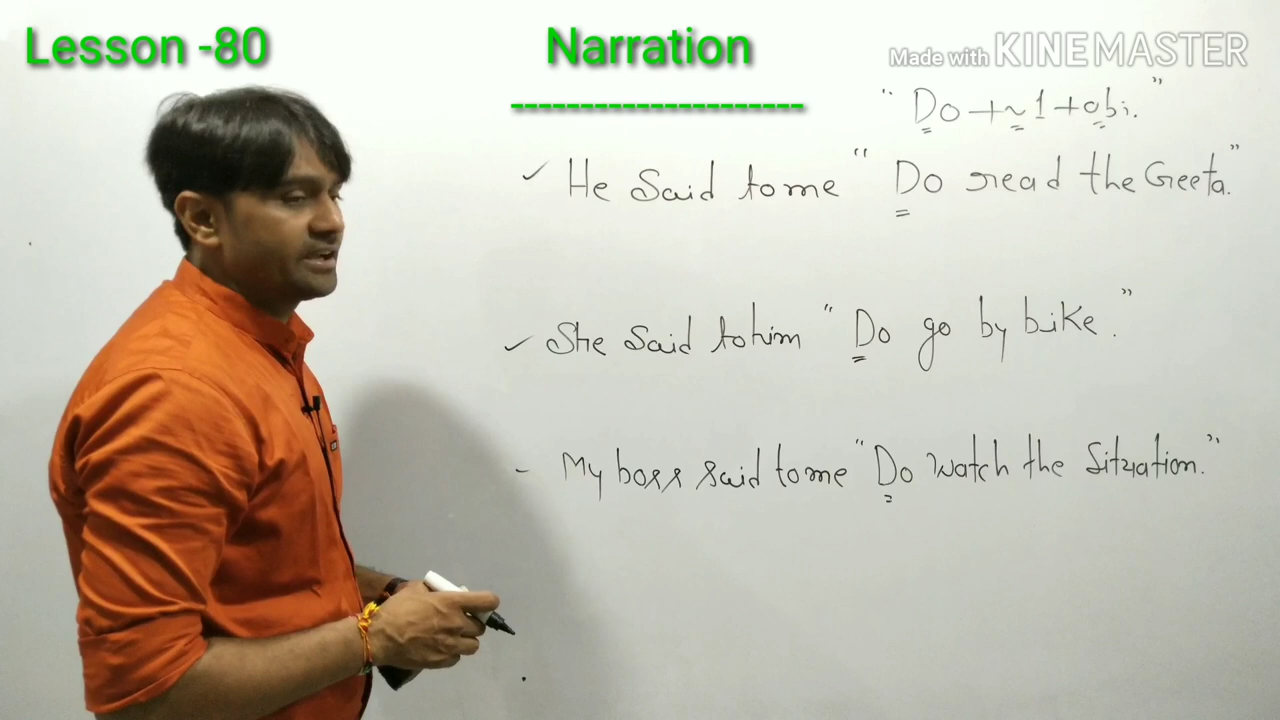 Lesson -80
Narration
Made with KINEMASTER
"Do+~1+obj."
He Said to me "Do read the Geeta."
She Said to him "Do go by bike."
- My boss said to me "Do watch the Situation."